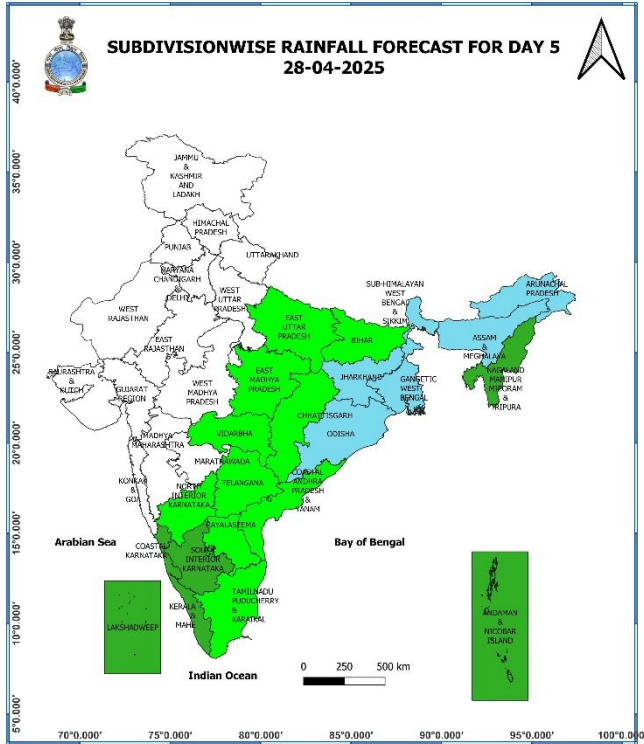 SUBDIVISIONWISE RAINFALL FORECAST FOR DAY 5
28-04-2025
40°0.000'
35°0.000'
30°0.000'
25°0.000'
20°0.000'
15°0.000'
10°0.000'
5°0.000'
JAMMU
&
KASHMIR
AND
LADAKH
HIMACHAL
PRADESH
PUNJAB
UTTARAKHAND
HARYANA
CHANDIGARH
&
DELHI
WEST
UTTAR
PRADESH
WEST
RAJASTHAN
EAST
RAJASTHAN
EAST
UTTAR
PRADESH
BIHAR
SUB-HIMALAYAN
WEST
BENGAL
&
SIKKIM
ARUNACHAL
PRADESH
ASSAM
&
MEGHALAYA
NAGALAND
MANIPUR
MIZORAM
&
TRIPURA
SAURASHTRA
&
KUTCH
GUJARAT
REGION
WEST
MADHYA
PRADESH
EAST
MADHYA
PRADESH
JHARKHAND
GANGETIC
WEST
BENGAL
CHHATTISGARH
ODISHA
MADHYA
MAHARASHTRA
VIDARBHA
MARATHWADA
KONKAN
&
GOA
TELANGANA
COASTAL
ANDHRA
PRADESH
&
YANAM
NORTH
INTERIOR
KARNATAKA
RAYALASEEMA
COASTAL
KARNATAKA
SOUTH
INTERIOR
KARNATAKA
Arabian Sea
Bay of Bengal
KERALA
&
MAHE
TAMILNADU
PUDUCHERRY
&
KARAIKAL
LAKSHADWEEP
ANDAMAN
&
NICOBAR
ISLAND
Indian Ocean
0 250 500 km
70°0.000' 75°0.000' 80°0.000' 85°0.000' 90°0.000' 95°0.000' 100°0.000'